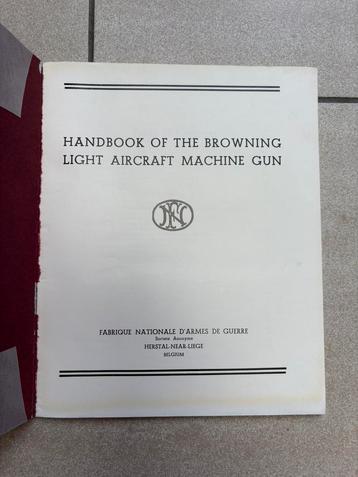 HANDBOOK OF THE BROWNING
LIGHT AIRCRAFT MACHINE GUN
FN
FABRIQUE NATIONALE D'ARMES DE GUERRE
Société Anonyme
HERSTAL-NEAR-LIEGE
BELGIUM